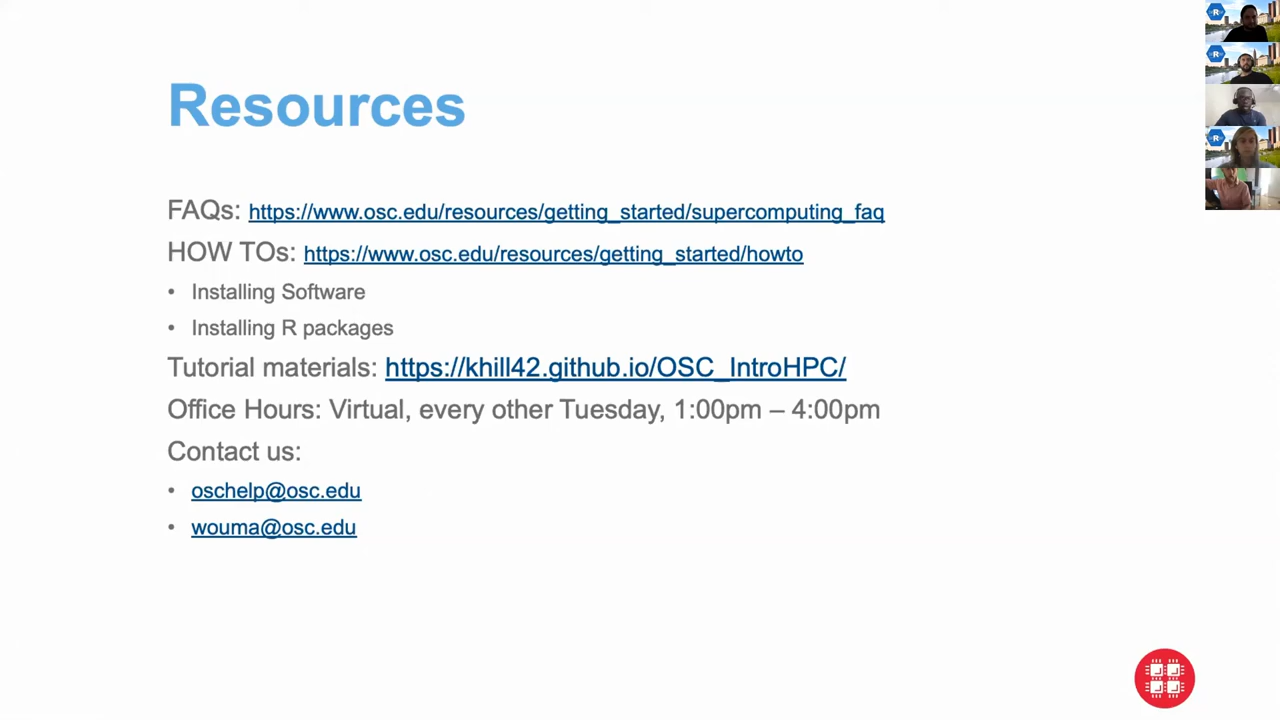 Resources
FAQs: https://www.osc.edu/resources/getting_started/supercomputing_faq
HOW TOs: https://www.osc.edu/resources/getting_started/howto
• Installing Software
• Installing R packages
Tutorial materials: https://khill42.github.io/OSC_IntroHPC/
Office Hours: Virtual, every other Tuesday, 1:00pm – 4:00pm
Contact us:
• oschelp@osc.edu
• wouma@osc.edu
R
R
R